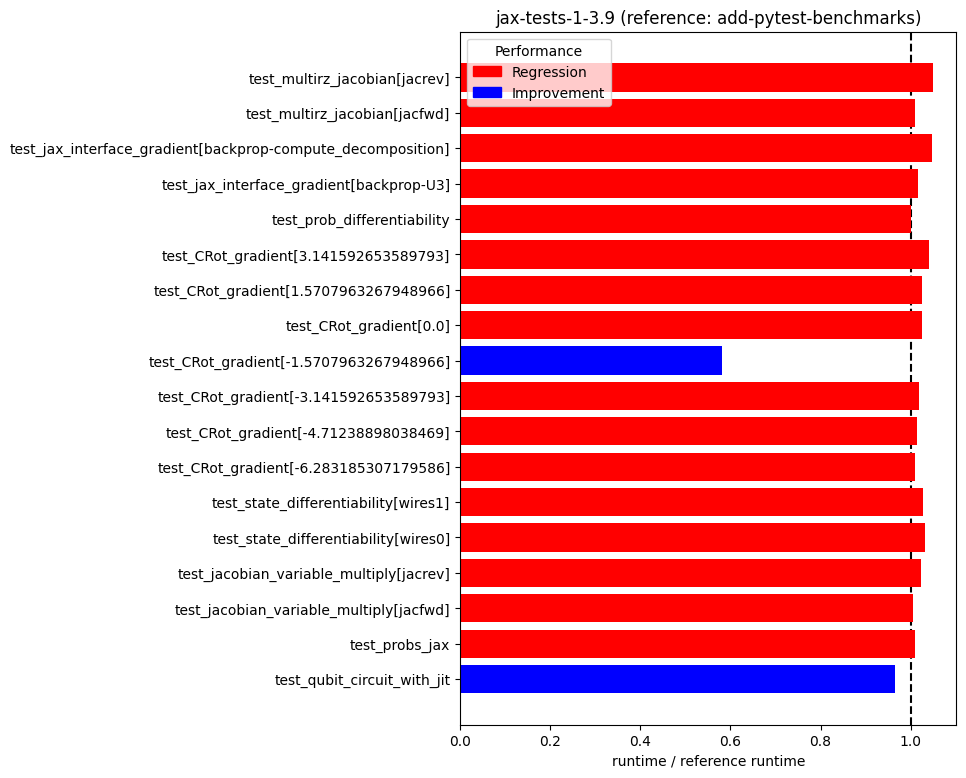 jax-tests-1-3.9 (reference: add-pytest-benchmarks)
Performance
Regression
Improvement
test_multirz_jacobian[jacrev]
test_multirz_jacobian[jacfwd]
test_jax_interface_gradient[backprop-compute_decomposition]
test_jax_interface_gradient[backprop-U3]
test_prob_differentiability
test_CRot_gradient[3.141592653589793]
test_CRot_gradient[1.5707963267948966]
test_CRot_gradient[0.0]
test_CRot_gradient[-1.5707963267948966]
test_CRot_gradient[-3.141592653589793]
test_CRot_gradient[-4.71238898038469]
test_CRot_gradient[-6.283185307179586]
test_state_differentiability[wires1]
test_state_differentiability[wires0]
test_jacobian_variable_multiply[jacrev]
test_jacobian_variable_multiply[jacfwd]
test_probs_jax
test_qubit_circuit_with_jit
0.0 0.2 0.4 0.6 0.8 1.0
runtime / reference runtime